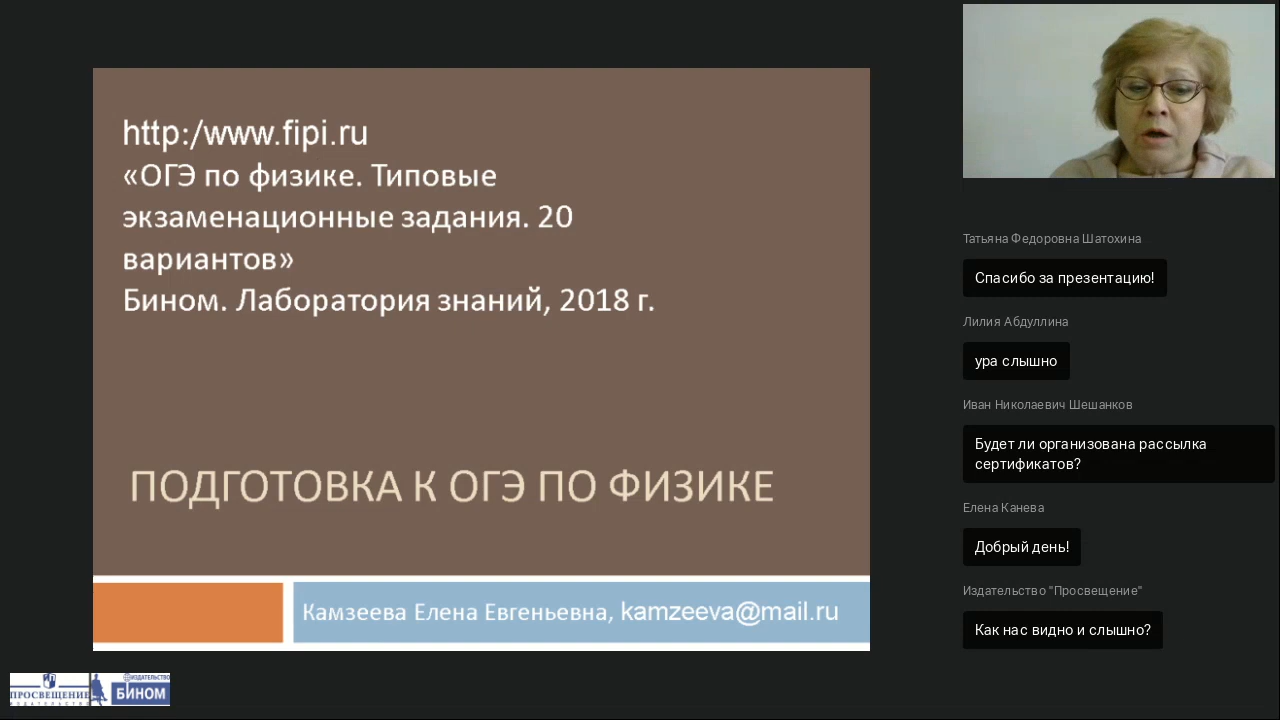 http:/www.fipi.ru
«ОГЭ по физике. Типовые
экзаменационные задания. 20
вариантов»
Бином. Лаборатория знаний, 2018 г.
ПОДГОТОВКА К ОГЭ ПО ФИЗИКЕ
Камзеева Елена Евгеньевна, kamzeeva@mail.ru
ПРОСВЕЩЕНИЕ
ИЗДАТЕЛЬСТВО
ИЗДАТЕЛЬСТВО
БИНОМ
Татьяна Федоровна Шатохина
Спасибо за презентацию!
Лилия Абдуллина
ура слышно
Иван Николаевич Шешанков
Будет ли организована рассылка
сертификатов?
Елена Канева
Добрый день!
Издательство "Просвещение"
Как нас видно и слышно?